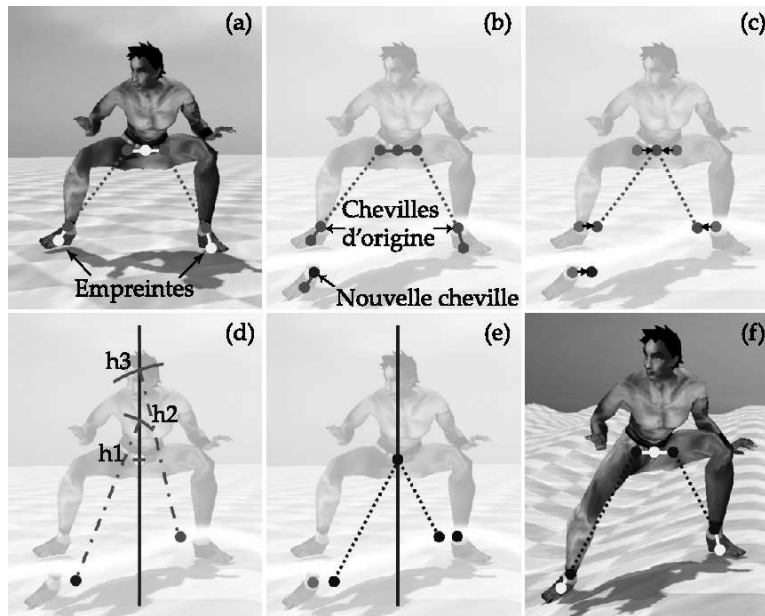 (a)
(b)
(c)
Chevilles
d'origine
Empreintes
Nouvelle cheville
(d)
(e)
(f)
h3
h2
h1